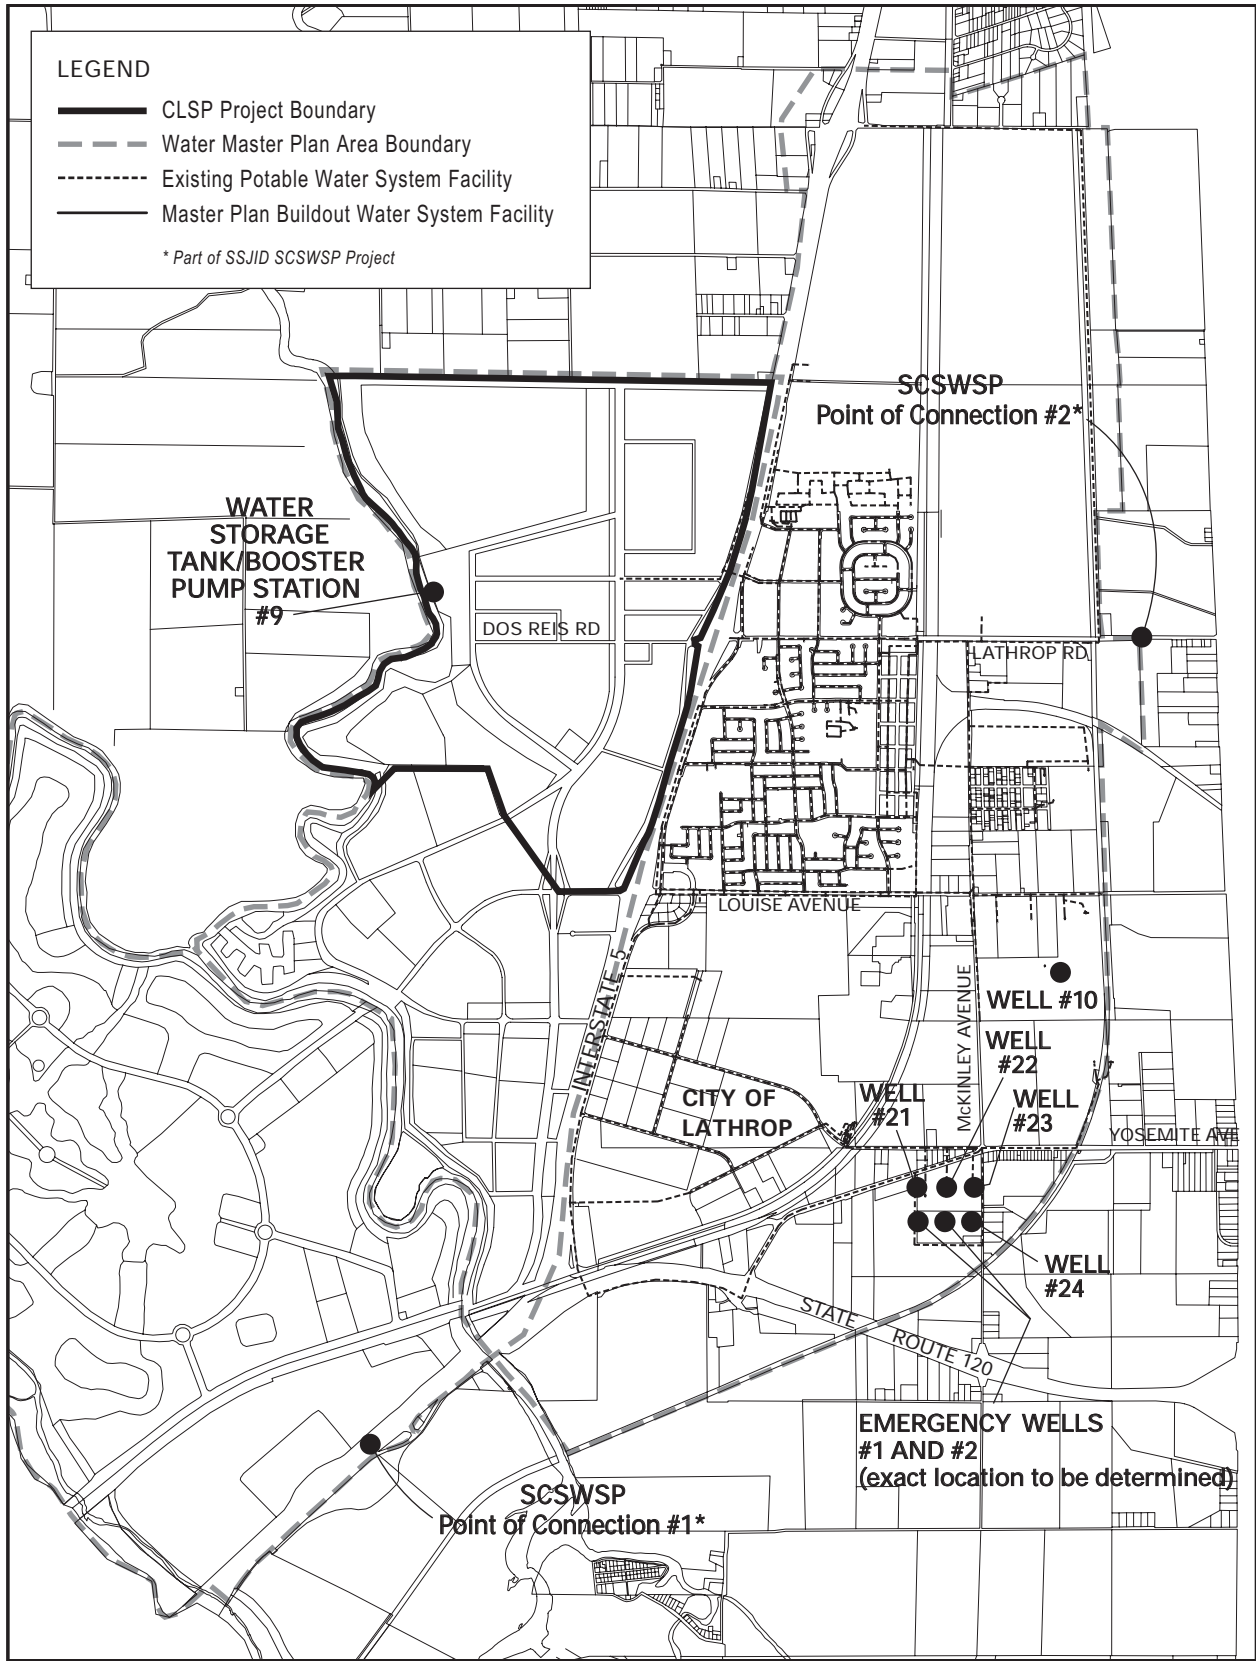 LEGEND
CLSP Project Boundary
Water Master Plan Area Boundary
Existing Potable Water System Facility
Master Plan Buildout Water System Facility
* Part of SSJID SCSWSP Project
SCSWSP
Point of Connection #2*
WATER
STORAGE
TANK/BOOSTER
PUMP STATION
#9
DOS REIS RD
LATHROP RD
LOUISE AVENUE
INTERSTATE 5
McKINLEY AVENUE
WELL #10
WELL
#22
WELL
#21
WELL
#23
CITY OF
LATHROP
YOSEMITE AVE
WELL
#24
STATE ROUTE 120
EMERGENCY WELLS
#1 AND #2
(exact location to be determined)
SCSWSP
Point of Connection #1*